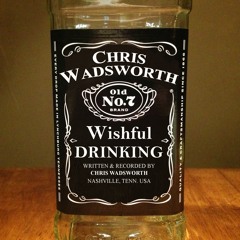 CHRIS
WADSWORTH
Old
No.7
BRAND
Wishful
DRINKING
WRITTEN & RECORDED BY
CHRIS WADSWORTH
NASHVILLE, TENN. USA